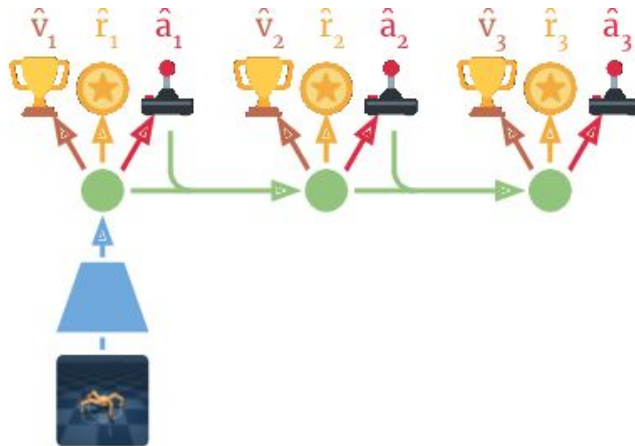 v̂₁ r̂₁ â₁ v̂₂ r̂₂ â₂ v̂₃ r̂₃ â₃